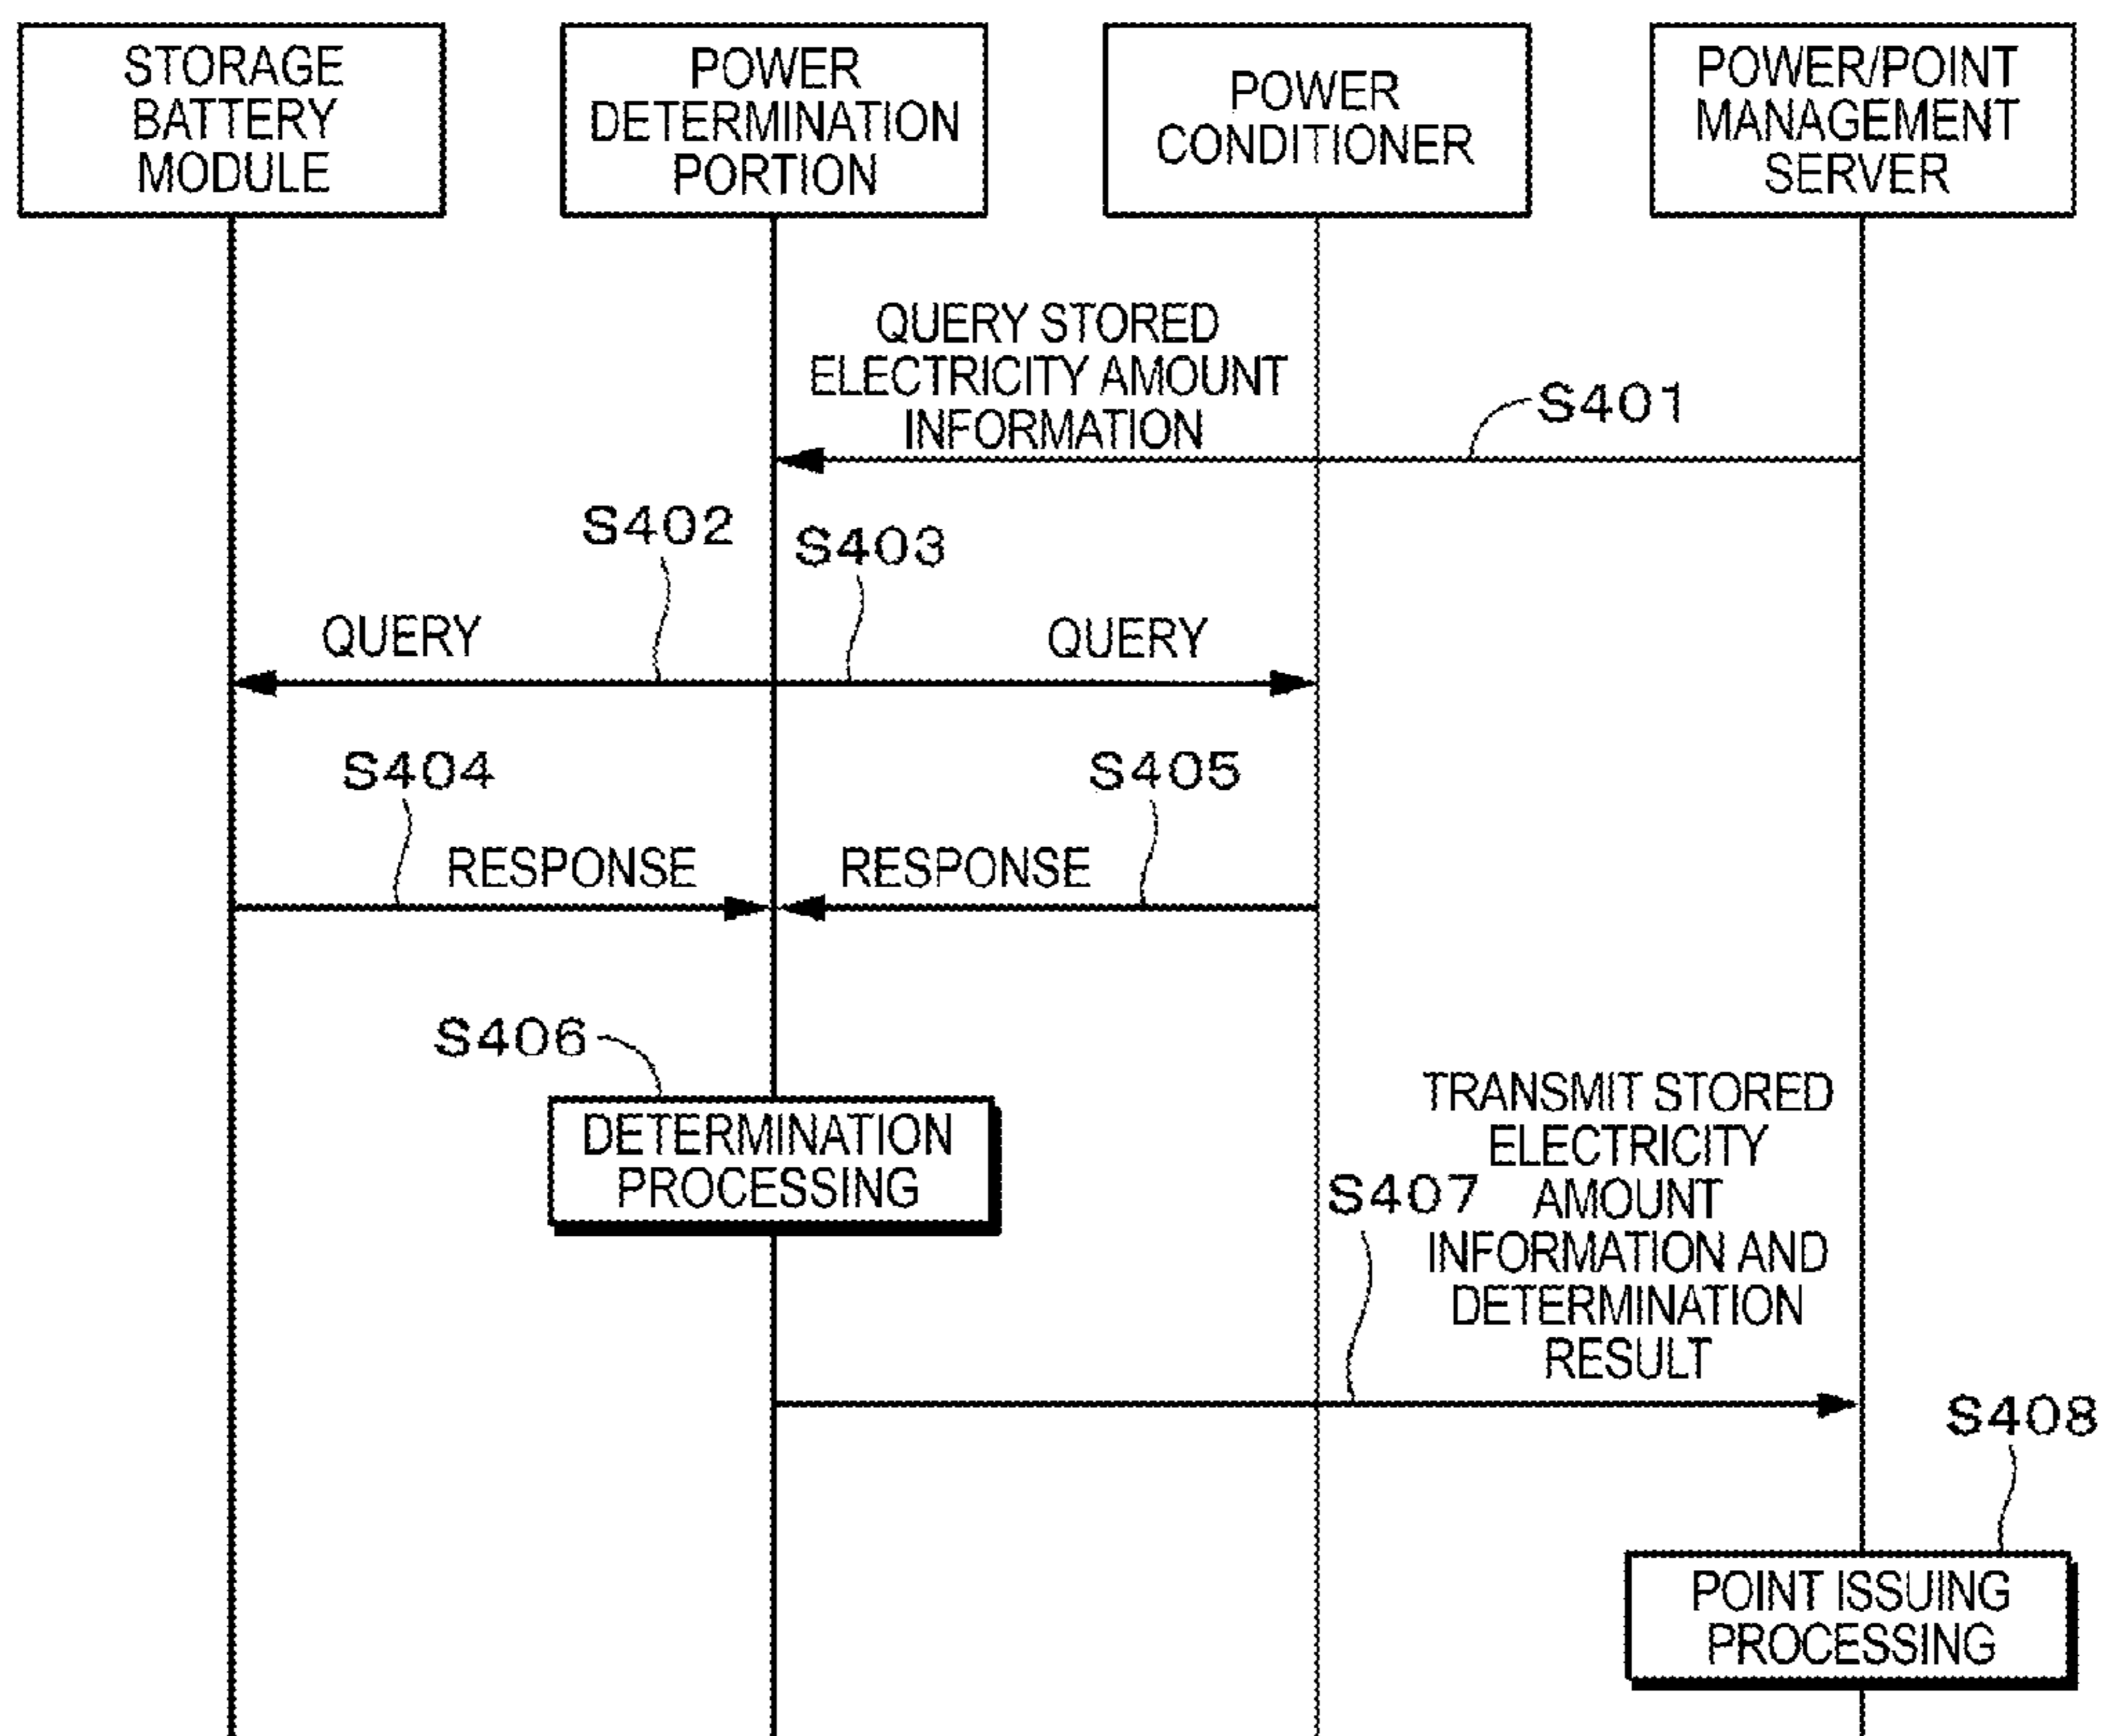 STORAGE
BATTERY
MODULE
POWER
DETERMINATION
PORTION
POWER
CONDITIONER
POWER/POINT
MANAGEMENT
SERVER
QUERY STORED
ELECTRICITY AMOUNT
INFORMATION
S401
S402
S403
QUERY
QUERY
S404
S405
RESPONSE
RESPONSE
S406
DETERMINATION
PROCESSING
S407
TRANSMIT STORED
ELECTRICITY
AMOUNT
INFORMATION AND
DETERMINATION
RESULT
S408
POINT ISSUING
PROCESSING